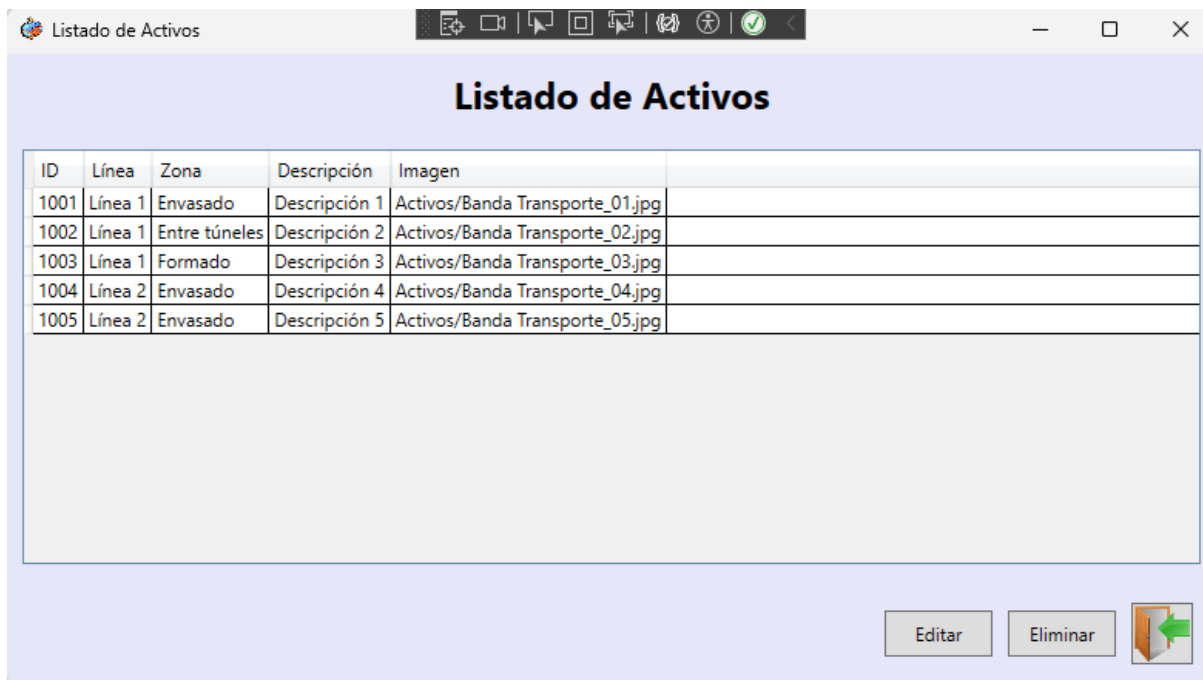 Listado de Activos
Listado de Activos
ID Línea Zona Descripción Imagen
1001 Línea 1 Envasado Descripción 1 Activos/Banda Transporte_01.jpg
1002 Línea 1 Entre túneles Descripción 2 Activos/Banda Transporte_02.jpg
1003 Línea 1 Formado Descripción 3 Activos/Banda Transporte_03.jpg
1004 Línea 2 Envasado Descripción 4 Activos/Banda Transporte_04.jpg
1005 Línea 2 Envasado Descripción 5 Activos/Banda Transporte_05.jpg
Editar Eliminar